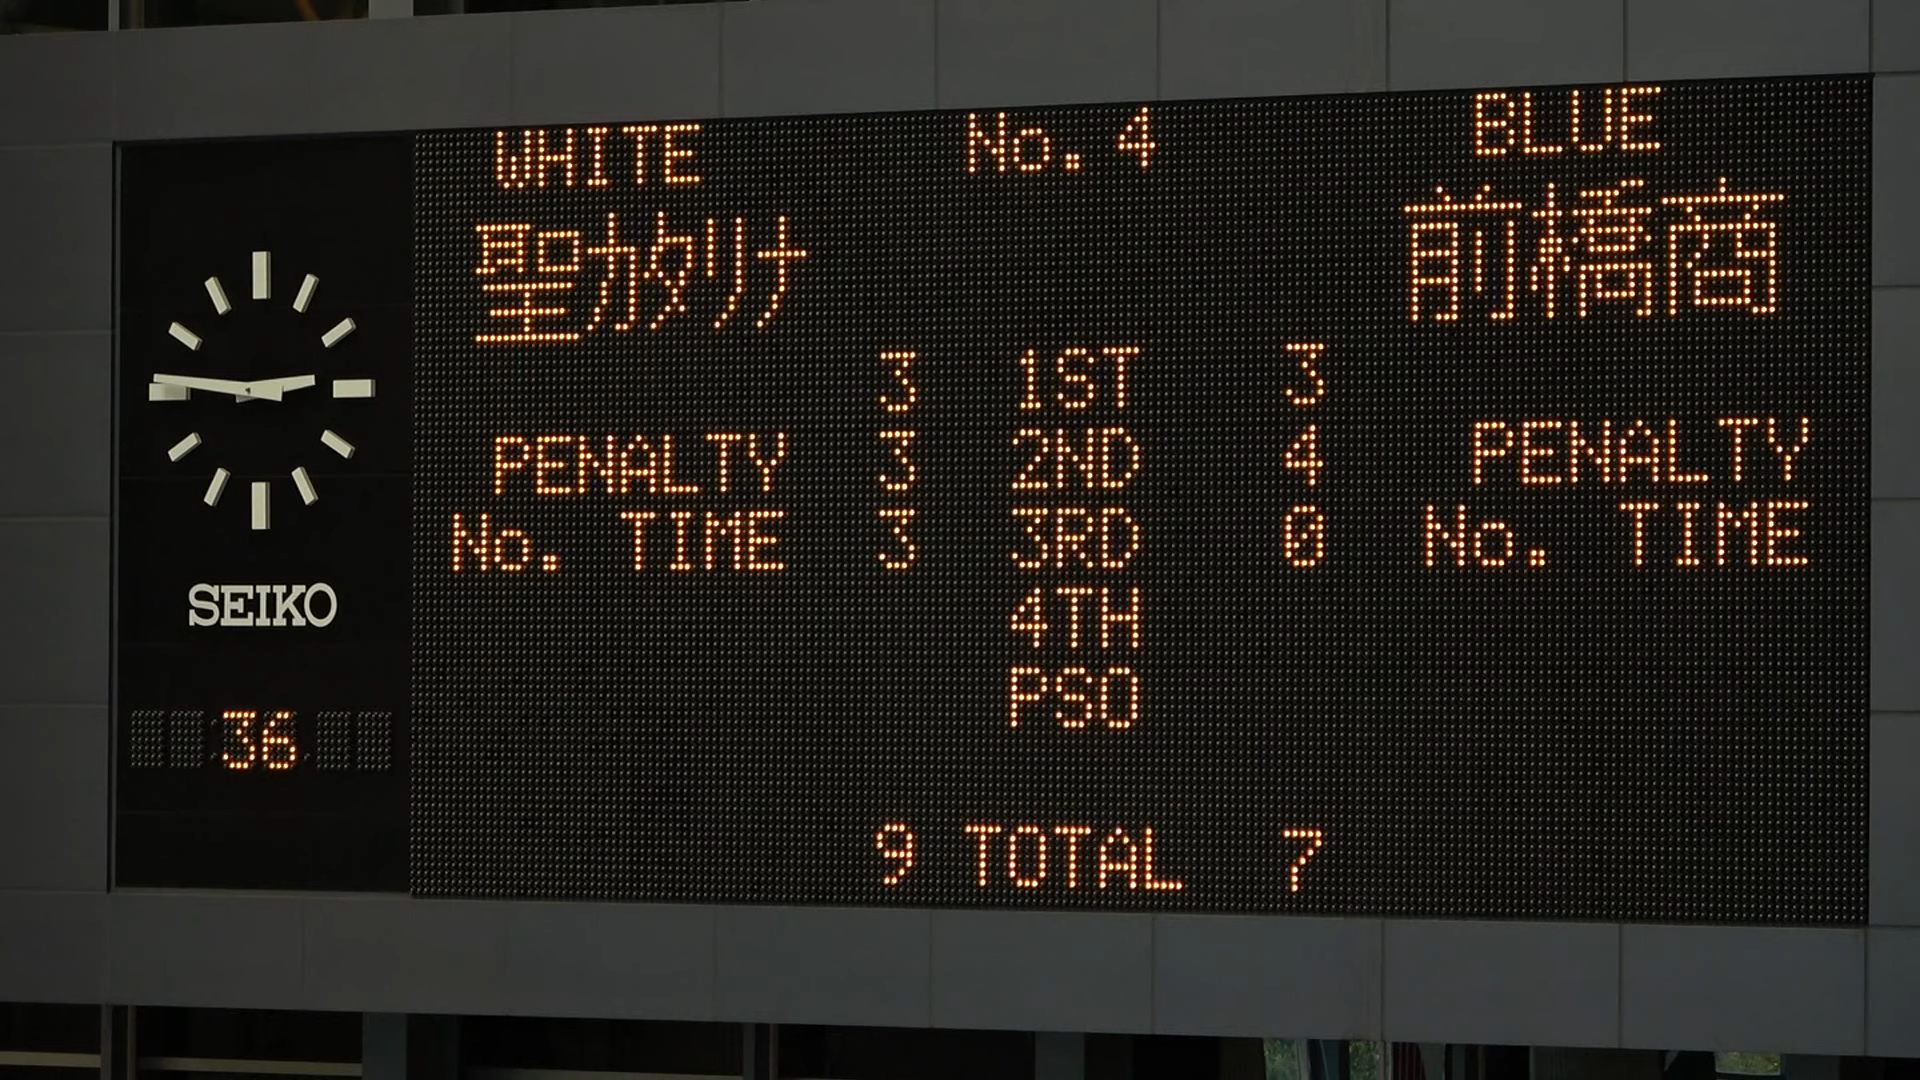 WHITE No.4 BLUE
聖カタリナ 前橋商
3 1ST 3
PENALTY 3 2ND 4 PENALTY
No. TIME 3 3RD 0 No. TIME
4TH
PSO
9 TOTAL 7
SEIKO
36